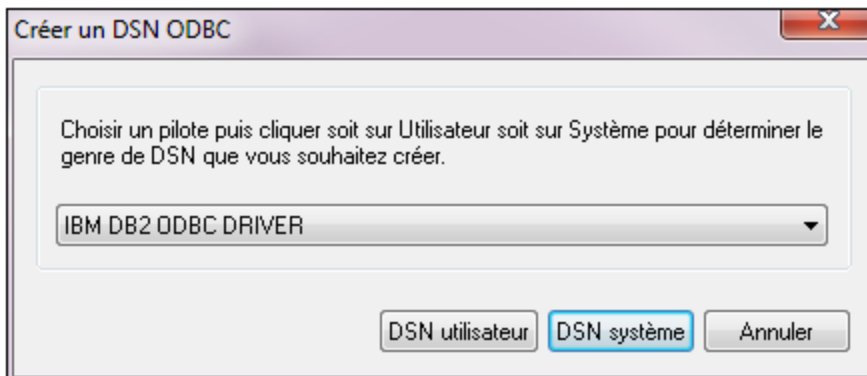 Créer un DSN ODBC
Choisir un pilote puis cliquer soit sur Utilisateur soit sur Système pour déterminer le
genre de DSN que vous souhaitez créer.
IBM DB2 ODBC DRIVER
DSN utilisateur DSN système Annuler